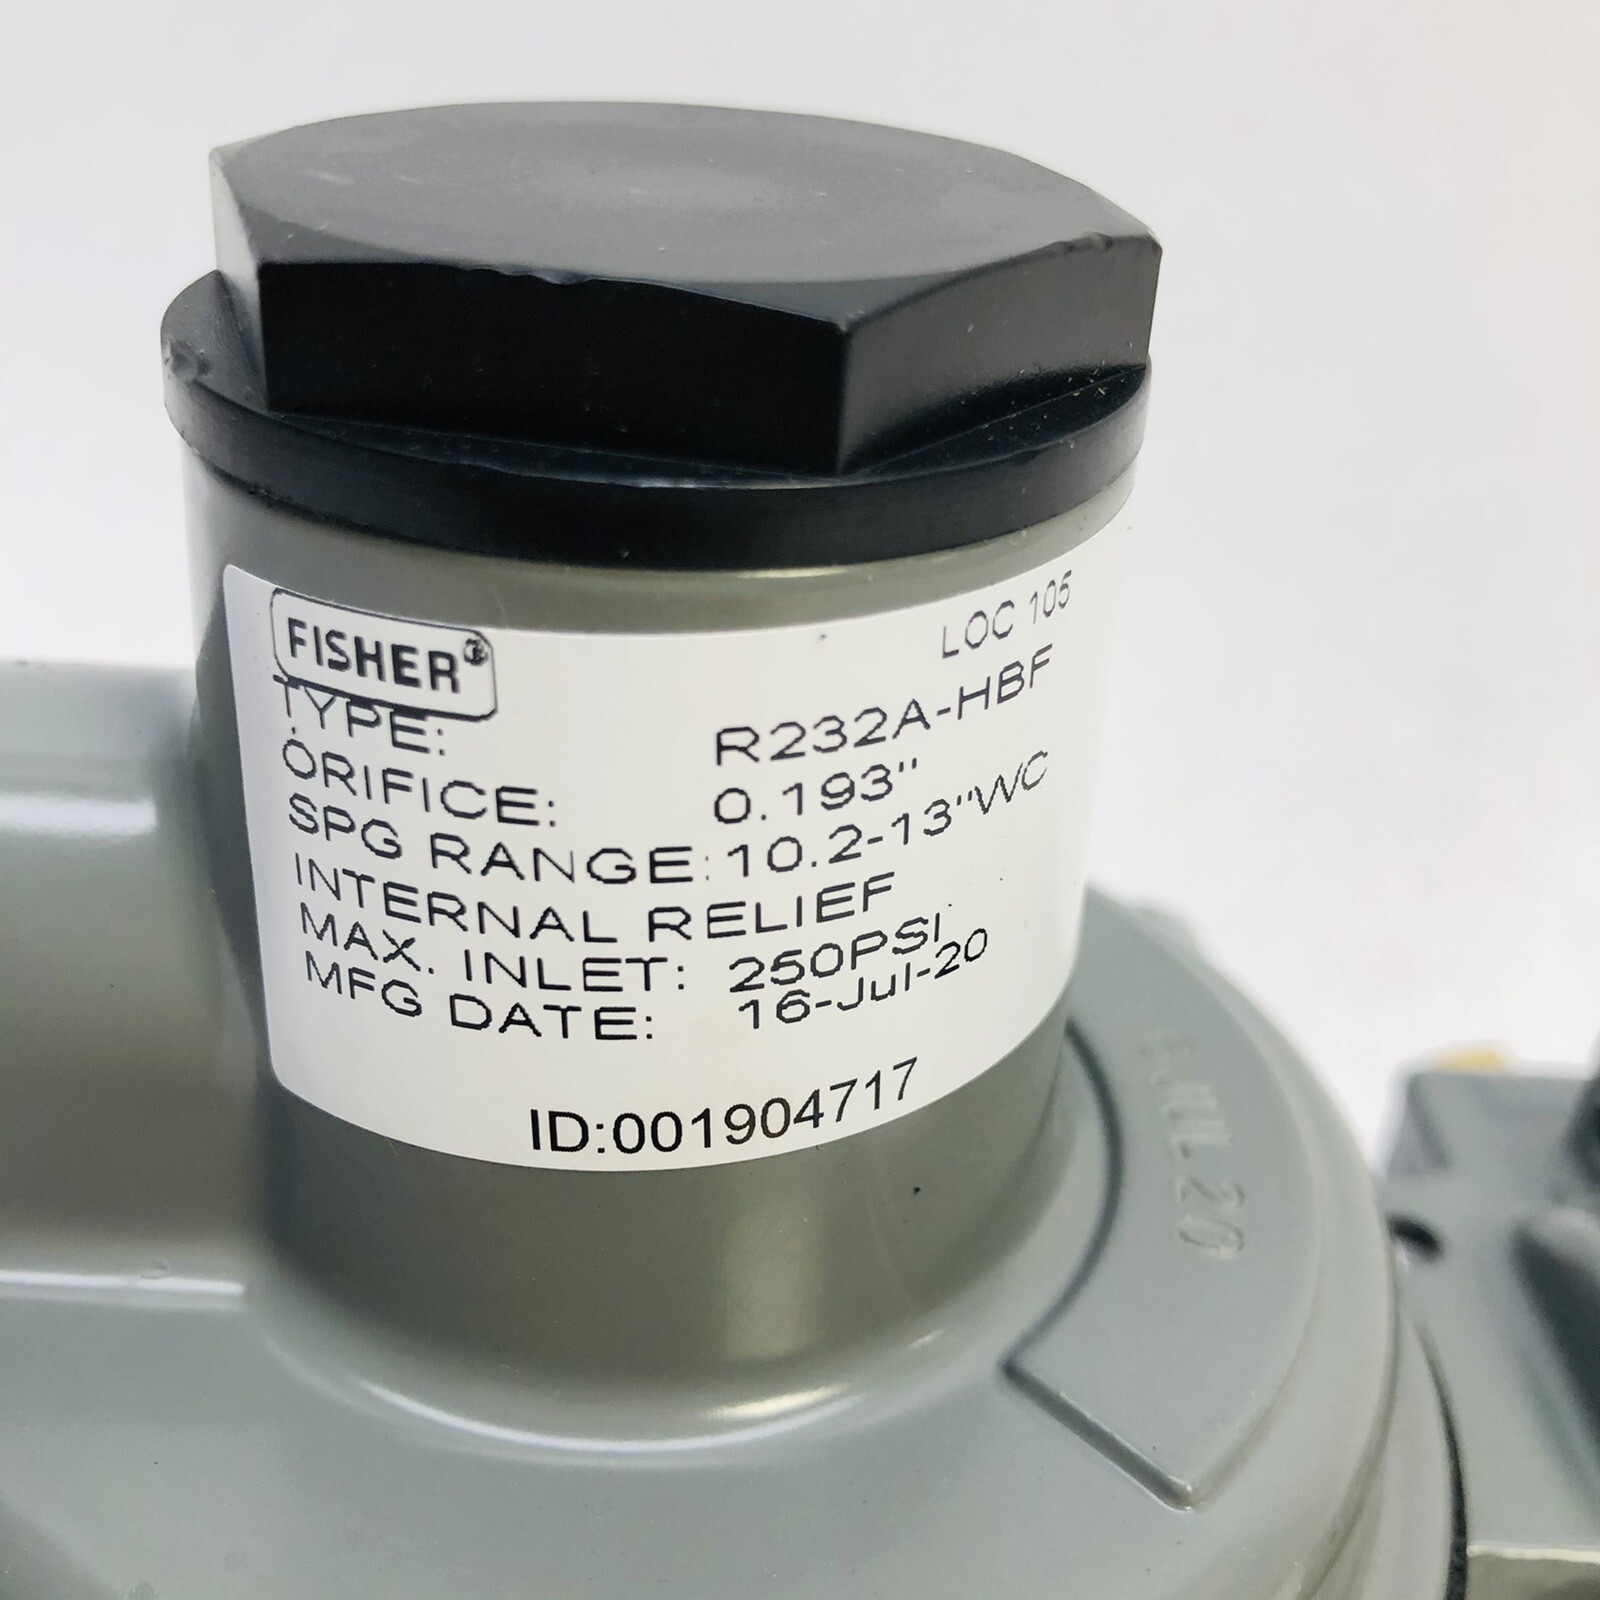 FISHER®
LOC 105
TYPE: R232A-HBF
ORIFICE: 0.193"
SPG RANGE: 10.2-13"WC
INTERNAL RELIEF
MAX. INLET: 250PSI
MFG DATE: 16-Jul-20
ID:001904717